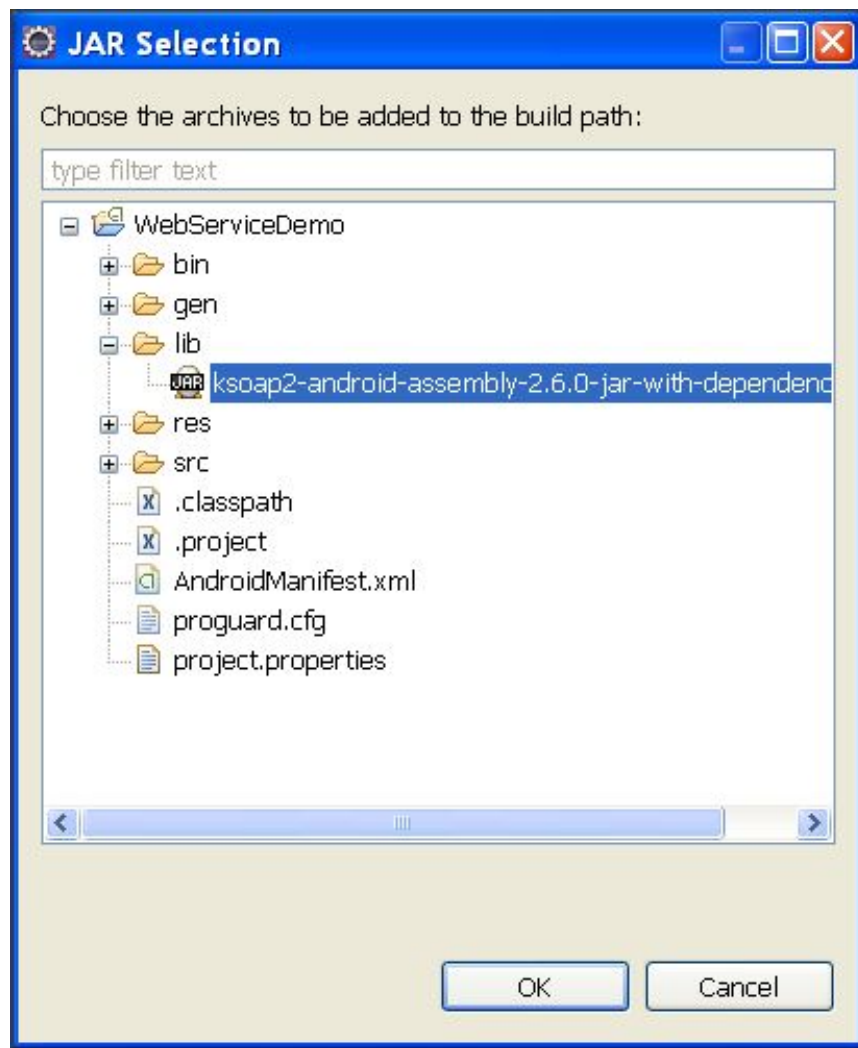 JAR Selection
Choose the archives to be added to the build path:
type filter text
WebServiceDemo
bin
gen
lib
JAR ksoap2-android-assembly-2.6.0-jar-with-dependenc
res
src
.classpath
.project
AndroidManifest.xml
proguard.cfg
project.properties
OK Cancel